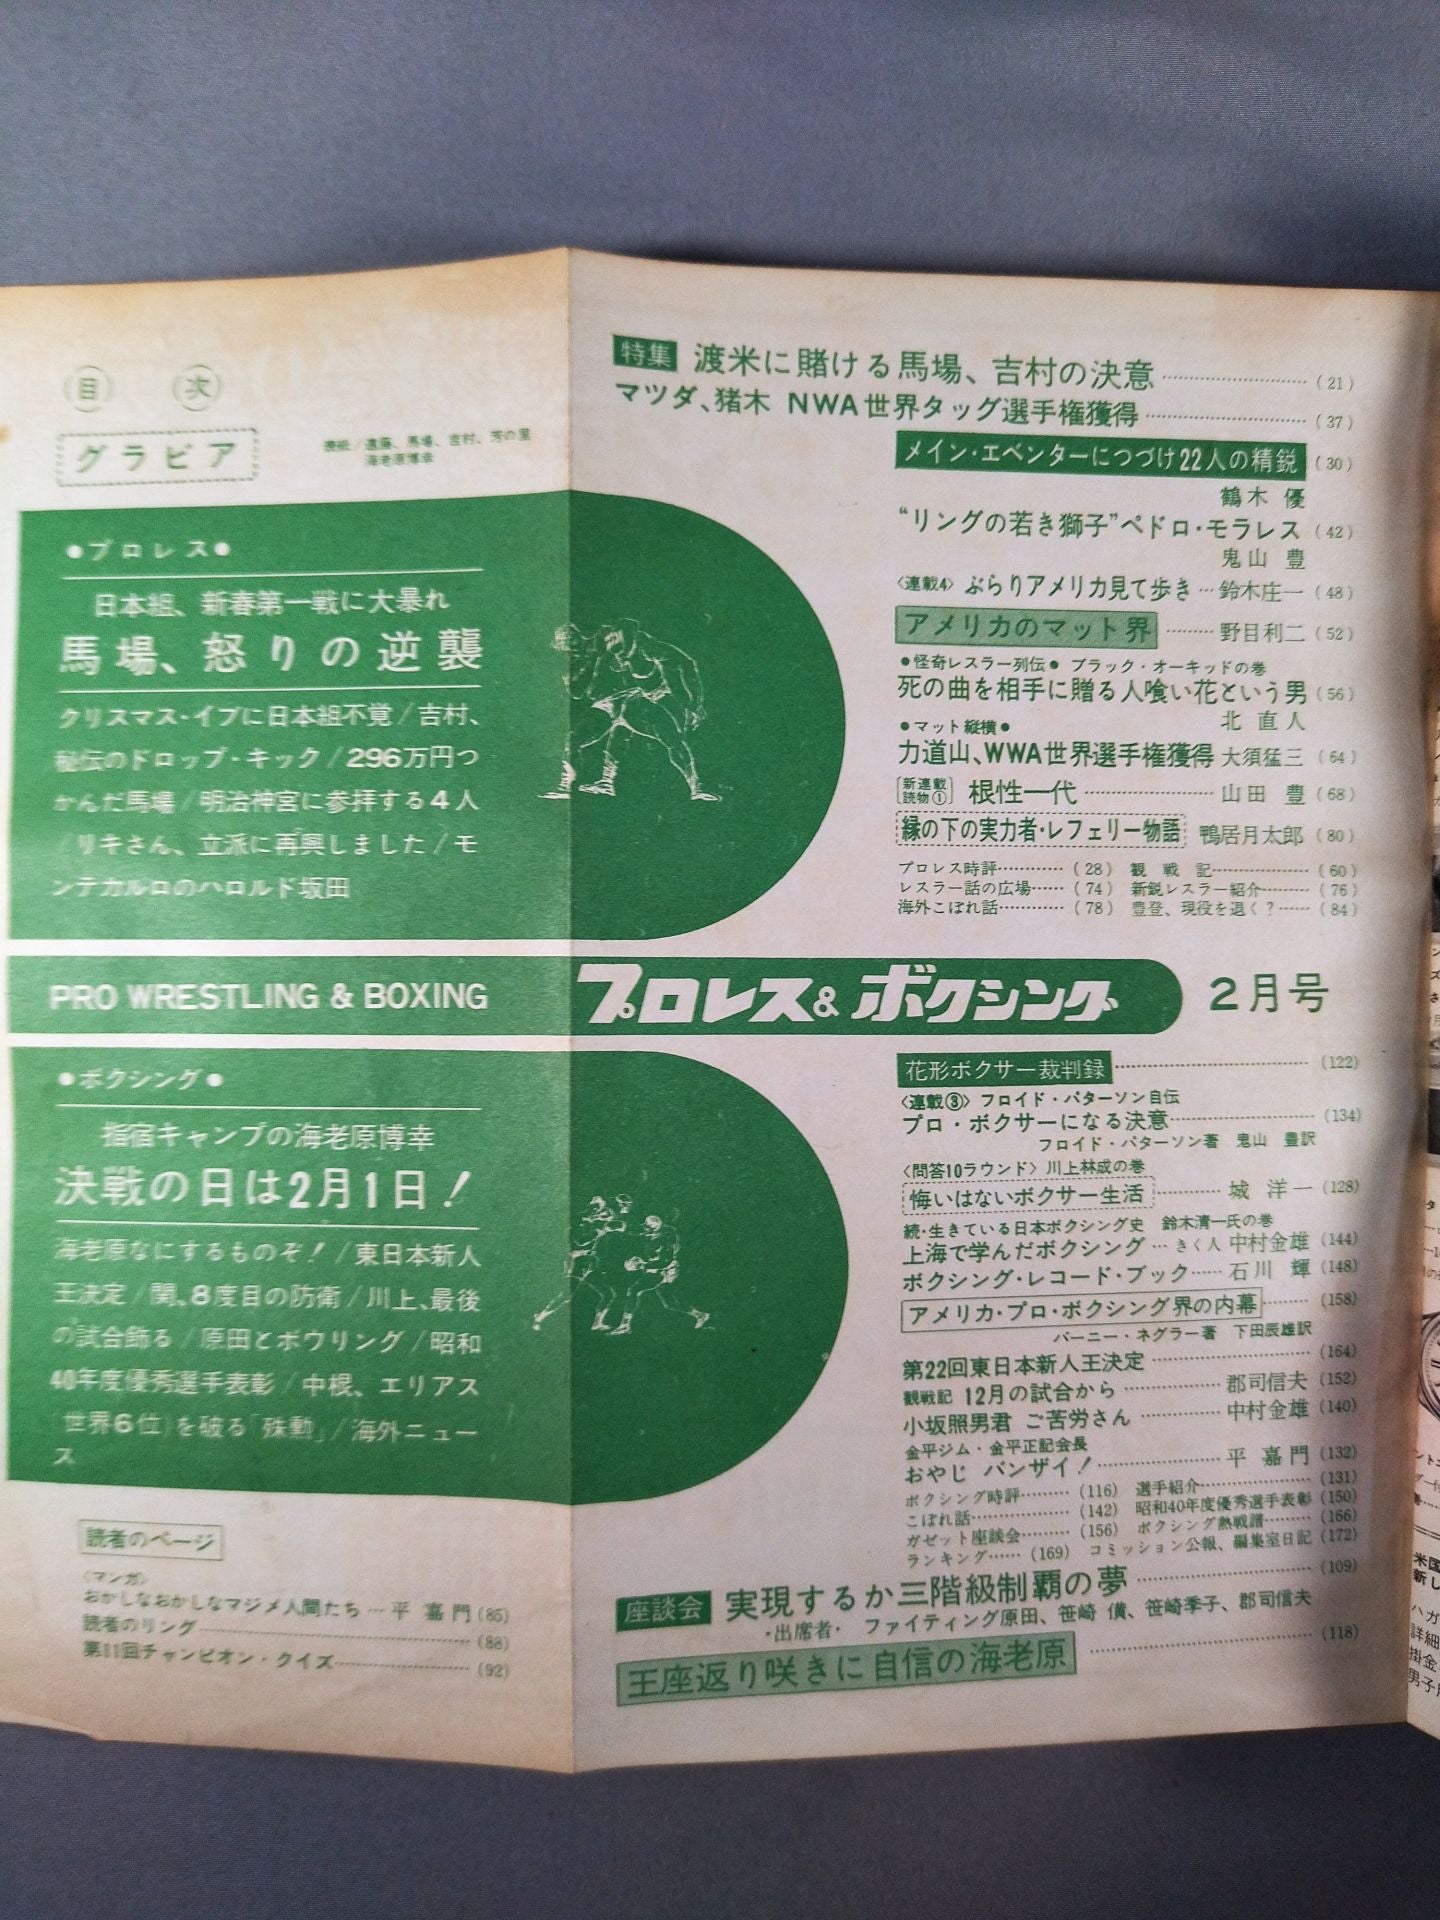 目次
グラビア
表紙/遠藤、馬場、吉村、芳の里
海老原博幸
●プロレス●
日本組、新春第一戦に大暴れ
馬場、怒りの逆襲
クリスマス・イブに日本組不覚/吉村、
秘伝のドロップ・キック/296万円つ
かんだ馬場/明治神宮に参拝する4人
/リキさん、立派に再興しました/モ
ンテカルロのハロルド坂田
特集 渡米に賭ける馬場、吉村の決意 (21)
マツダ、猪木 NWA世界タッグ選手権獲得 (37)
メイン・エベンターにつづけ22人の精鋭 (30)
鶴木 優
“リングの若き獅子”ペドロ・モラレス (42)
鬼山 豊
〈連載4〉 ぶらりアメリカ見て歩き … 鈴木庄一 (48)
アメリカのマット界 ……… 野目利二 (52)
●怪奇レスラー列伝● ブラック・オーキッドの巻
死の曲を相手に贈る人喰い花という男 (56)
北 直人
●マット縦横●
力道山、WWA世界選手権獲得 大須猛三 (64)
[新連載読物①] 根性一代 ……… 山田 豊 (68)
縁の下の実力者・レフェリー物語 鴨居月太郎 (80)
プロレス時評………… (28) 観戦記………… (60)
レスラー話の広場…… (74) 新鋭レスラー紹介……… (76)
海外こぼれ話………… (78) 豊登、現役を退く?…… (84)
PRO WRESTLING & BOXING プロレス&ボクシング 2月号
●ボクシング●
指宿キャンプの海老原博幸
決戦の日は2月1日!
海老原なにするものぞ!/東日本新人
王決定/関、8度目の防衛/川上、最後
の試合飾る/原田とボウリング/昭和
40年度優秀選手表彰/中根、エリアス
(世界6位)を破る「殊勲」/海外ニュー
ス
花形ボクサー裁判録 ……… (122)
〈連載③〉 フロイド・パターソン自伝
プロ・ボクサーになる決意……… (134)
フロイド・パターソン著 鬼山 豊訳
〈問答10ラウンド〉 川上林成の巻
悔いはないボクサー生活 ……… 城 洋一 (128)
続・生きている日本ボクシング史 鈴木清一氏の巻
上海で学んだボクシング … きく人 中村金雄 (144)
ボクシング・レコード・ブック…… 石川 輝 (148)
アメリカ・プロ・ボクシング界の内幕……… (158)
バーニー・ネグラー著 下田辰雄訳
第22回東日本新人王決定 ……… (164)
観戦記 12月の試合から ……… 郡司信夫 (152)
小坂照男君 ご苦労さん ……… 中村金雄 (140)
金平ジム・金平正記会長
おやじ バンザイ!……… 平 嘉門 (132)
ボクシング時評……… (116) 選手紹介……… (131)
こぼれ話……… (142) 昭和40年度優秀選手表彰 (150)
ガゼット座談会……… (156) ボクシング熱戦譜……… (166)
ランキング…… (169) コミッション公報、編集室日記 (172)
座談会 実現するか三階級制覇の夢 ……… (109)
・出席者・ ファイティング原田、笹崎 僙、笹崎季子、郡司信夫
王座返り咲きに自信の海老原 ……… (118)
読者のページ
〈マンガ〉
おかしなおかしなマジメ人間たち … 平 嘉門 (85)
読者のリング……… (88)
第11回チャンピオン・クイズ……… (92)